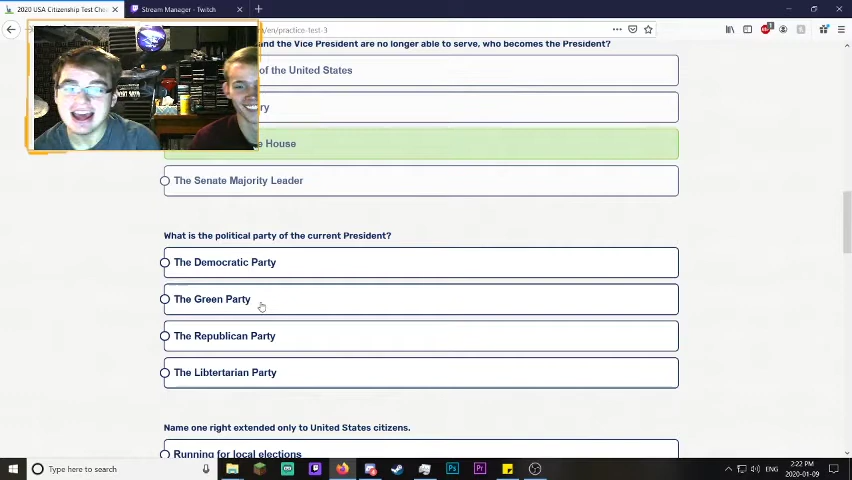 2020 USA Citizenship Test Che
Stream Manager - Twitch
om/en/practice-test-3
and the Vice President are no longer able to serve, who becomes the President?
of the United States
ry
e House
The Senate Majority Leader
What is the political party of the current President?
The Democratic Party
The Green Party
The Republican Party
The Libtertarian Party
Name one right extended only to United States citizens.
Running for local elections
Type here to search
ENG
2:22 PM
2020-01-09